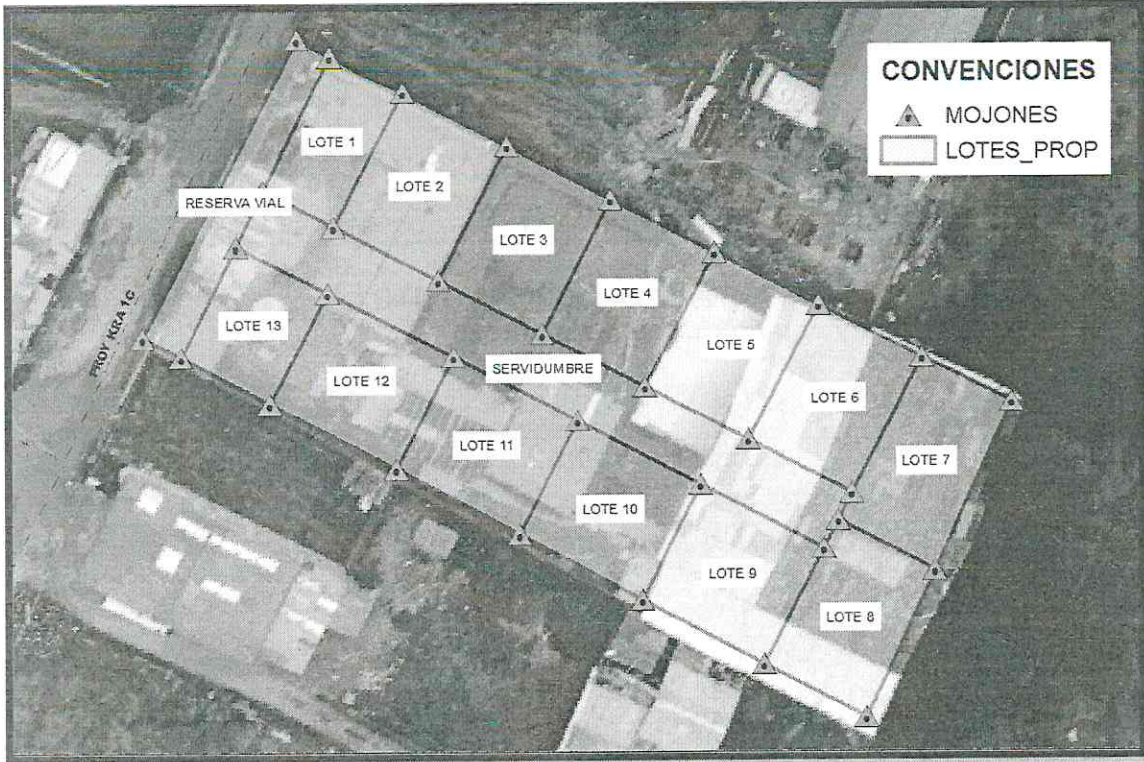 CONVENCIONES
MOJONES
LOTES_PROP
LOTE 1
LOTE 2
RESERVA VIAL
LOTE 3
LOTE 4
LOTE 5
LOTE 6
LOTE 7
LOTE 13
LOTE 12
SERVIDUMBRE
LOTE 11
LOTE 10
LOTE 9
LOTE 8
PROY KRA 1C